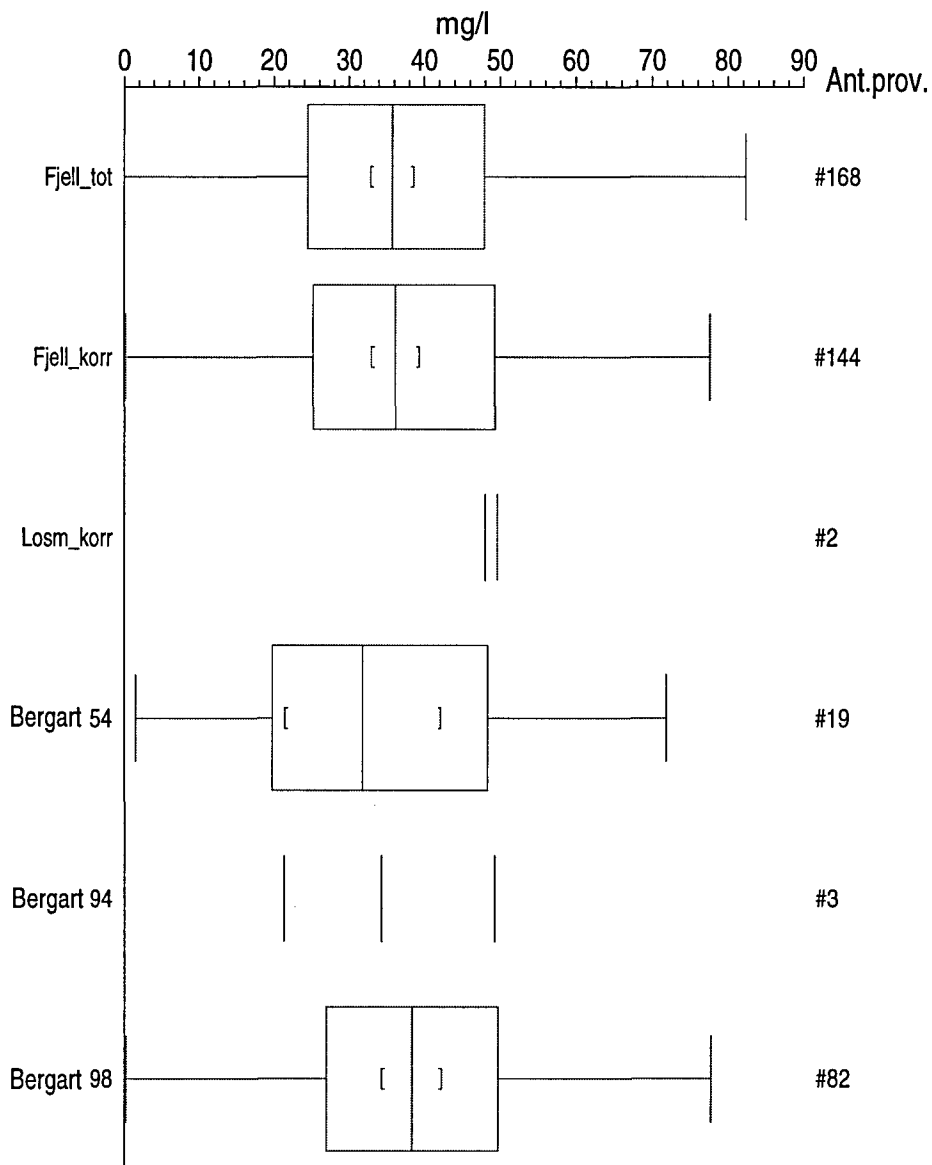 mg/l
0 10 20 30 40 50 60 70 80 90
Ant.prov.
Fjell_tot #168
Fjell_korr #144
Losm_korr #2
Bergart 54 [ ] #19
Bergart 94 #3
Bergart 98 [ ] #82